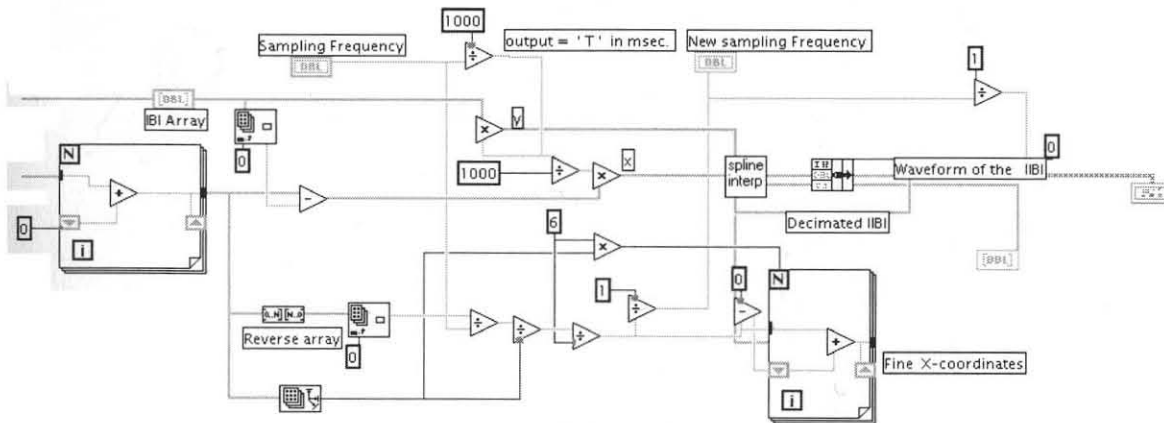 1000
Sampling Frequency
output = 'T' in msec.
New sampling Frequency
DBL
DBL
1
[DBL]
IBI Array
y
0
N
0
x
spline
interp
Waveform of the IIBI
1000
0
i
6
Decimated IIBI
[DBL]
N
1
0
Reverse array
0
Fine X-coordinates
i